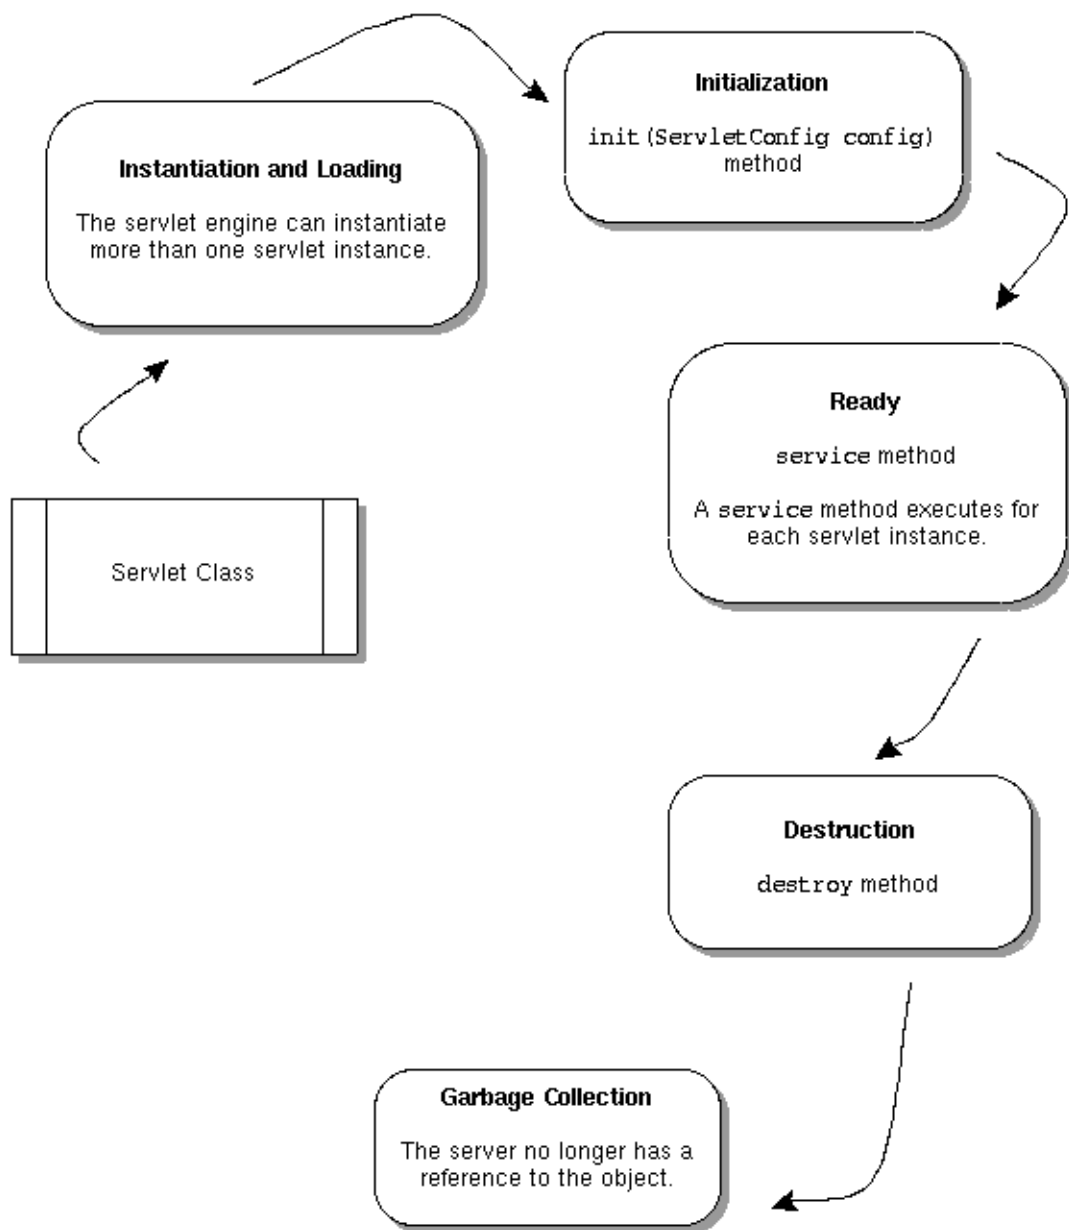 Initialization
init(ServletConfig config)
method
Instantiation and Loading
The servlet engine can instantiate
more than one servlet instance.
Ready
service method
A service method executes for
each servlet instance.
Servlet Class
Destruction
destroy method
Garbage Collection
The server no longer has a
reference to the object.